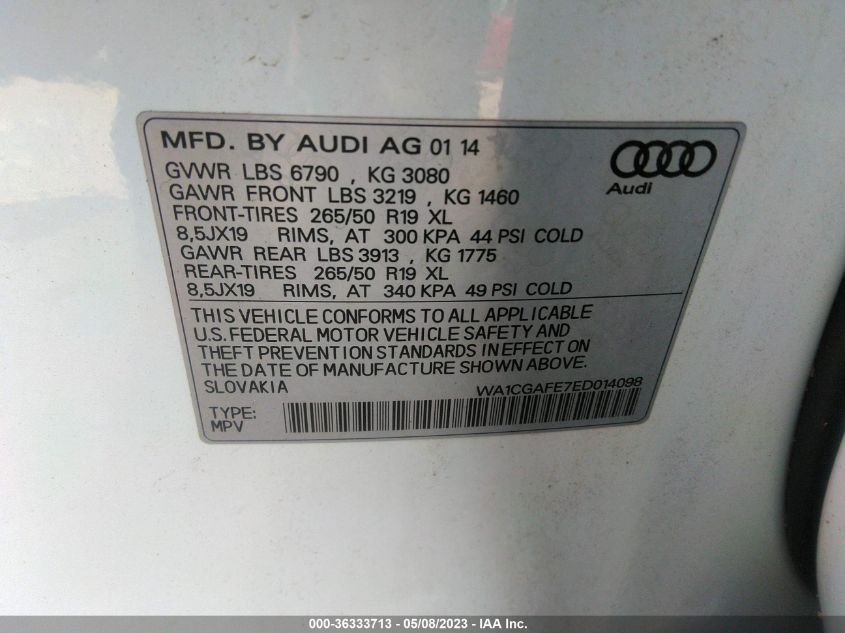 MFD. BY AUDI AG 01 14
GVWR LBS 6790 , KG 3080
GAWR FRONT LBS 3219 , KG 1460
FRONT-TIRES 265/50 R19 XL
8,5JX19 RIMS, AT 300 KPA 44 PSI COLD
GAWR REAR LBS 3913 , KG 1775
REAR-TIRES 265/50 R19 XL
8,5JX19 RIMS, AT 340 KPA 49 PSI COLD
Audi
THIS VEHICLE CONFORMS TO ALL APPLICABLE
U.S. FEDERAL MOTOR VEHICLE SAFETY AND
THEFT PREVENTION STANDARDS IN EFFECT ON
THE DATE OF MANUFACTURE SHOWN ABOVE.
SLOVAKIA WA1CGAFE7ED014098
TYPE:
MPV
000-36333713 - 05/08/2023 - IAA Inc.